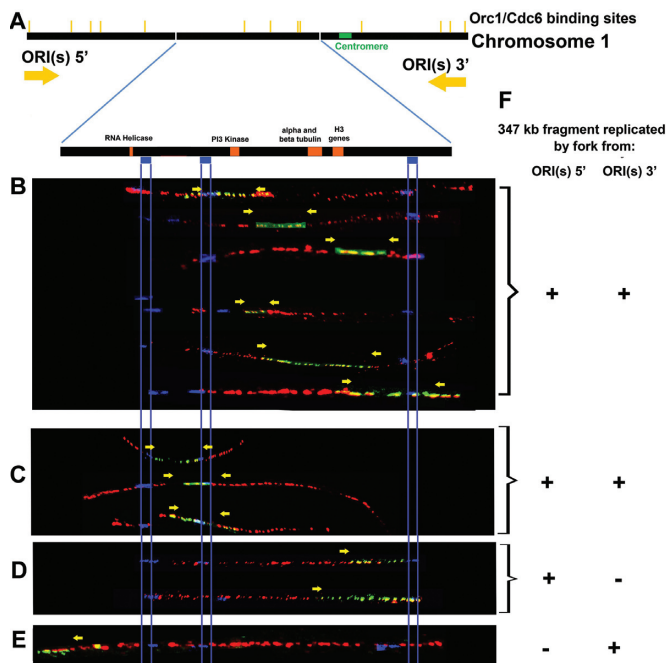 A
Orc1/Cdc6 binding sites
Chromosome 1
Centromere
ORI(s) 5’
ORI(s) 3’
F
RNA Helicase
PI3 Kinase
alpha and
beta tubulin
H3
genes
347 kb fragment replicated
by fork from:
ORI(s) 5’ ORI(s) 3’
B
+ +
C
+ +
D
+ -
E
- +